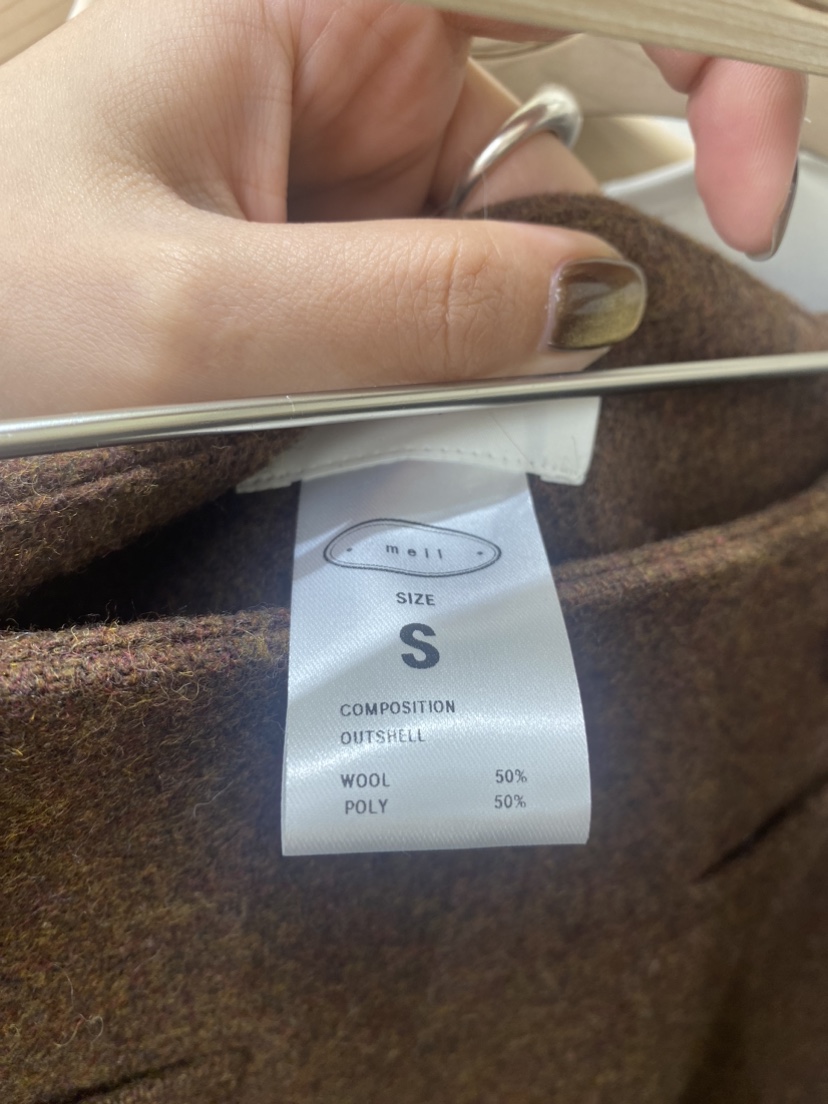 mell
SIZE
S
COMPOSITION
OUTSHELL
WOOL 50%
POLY 50%